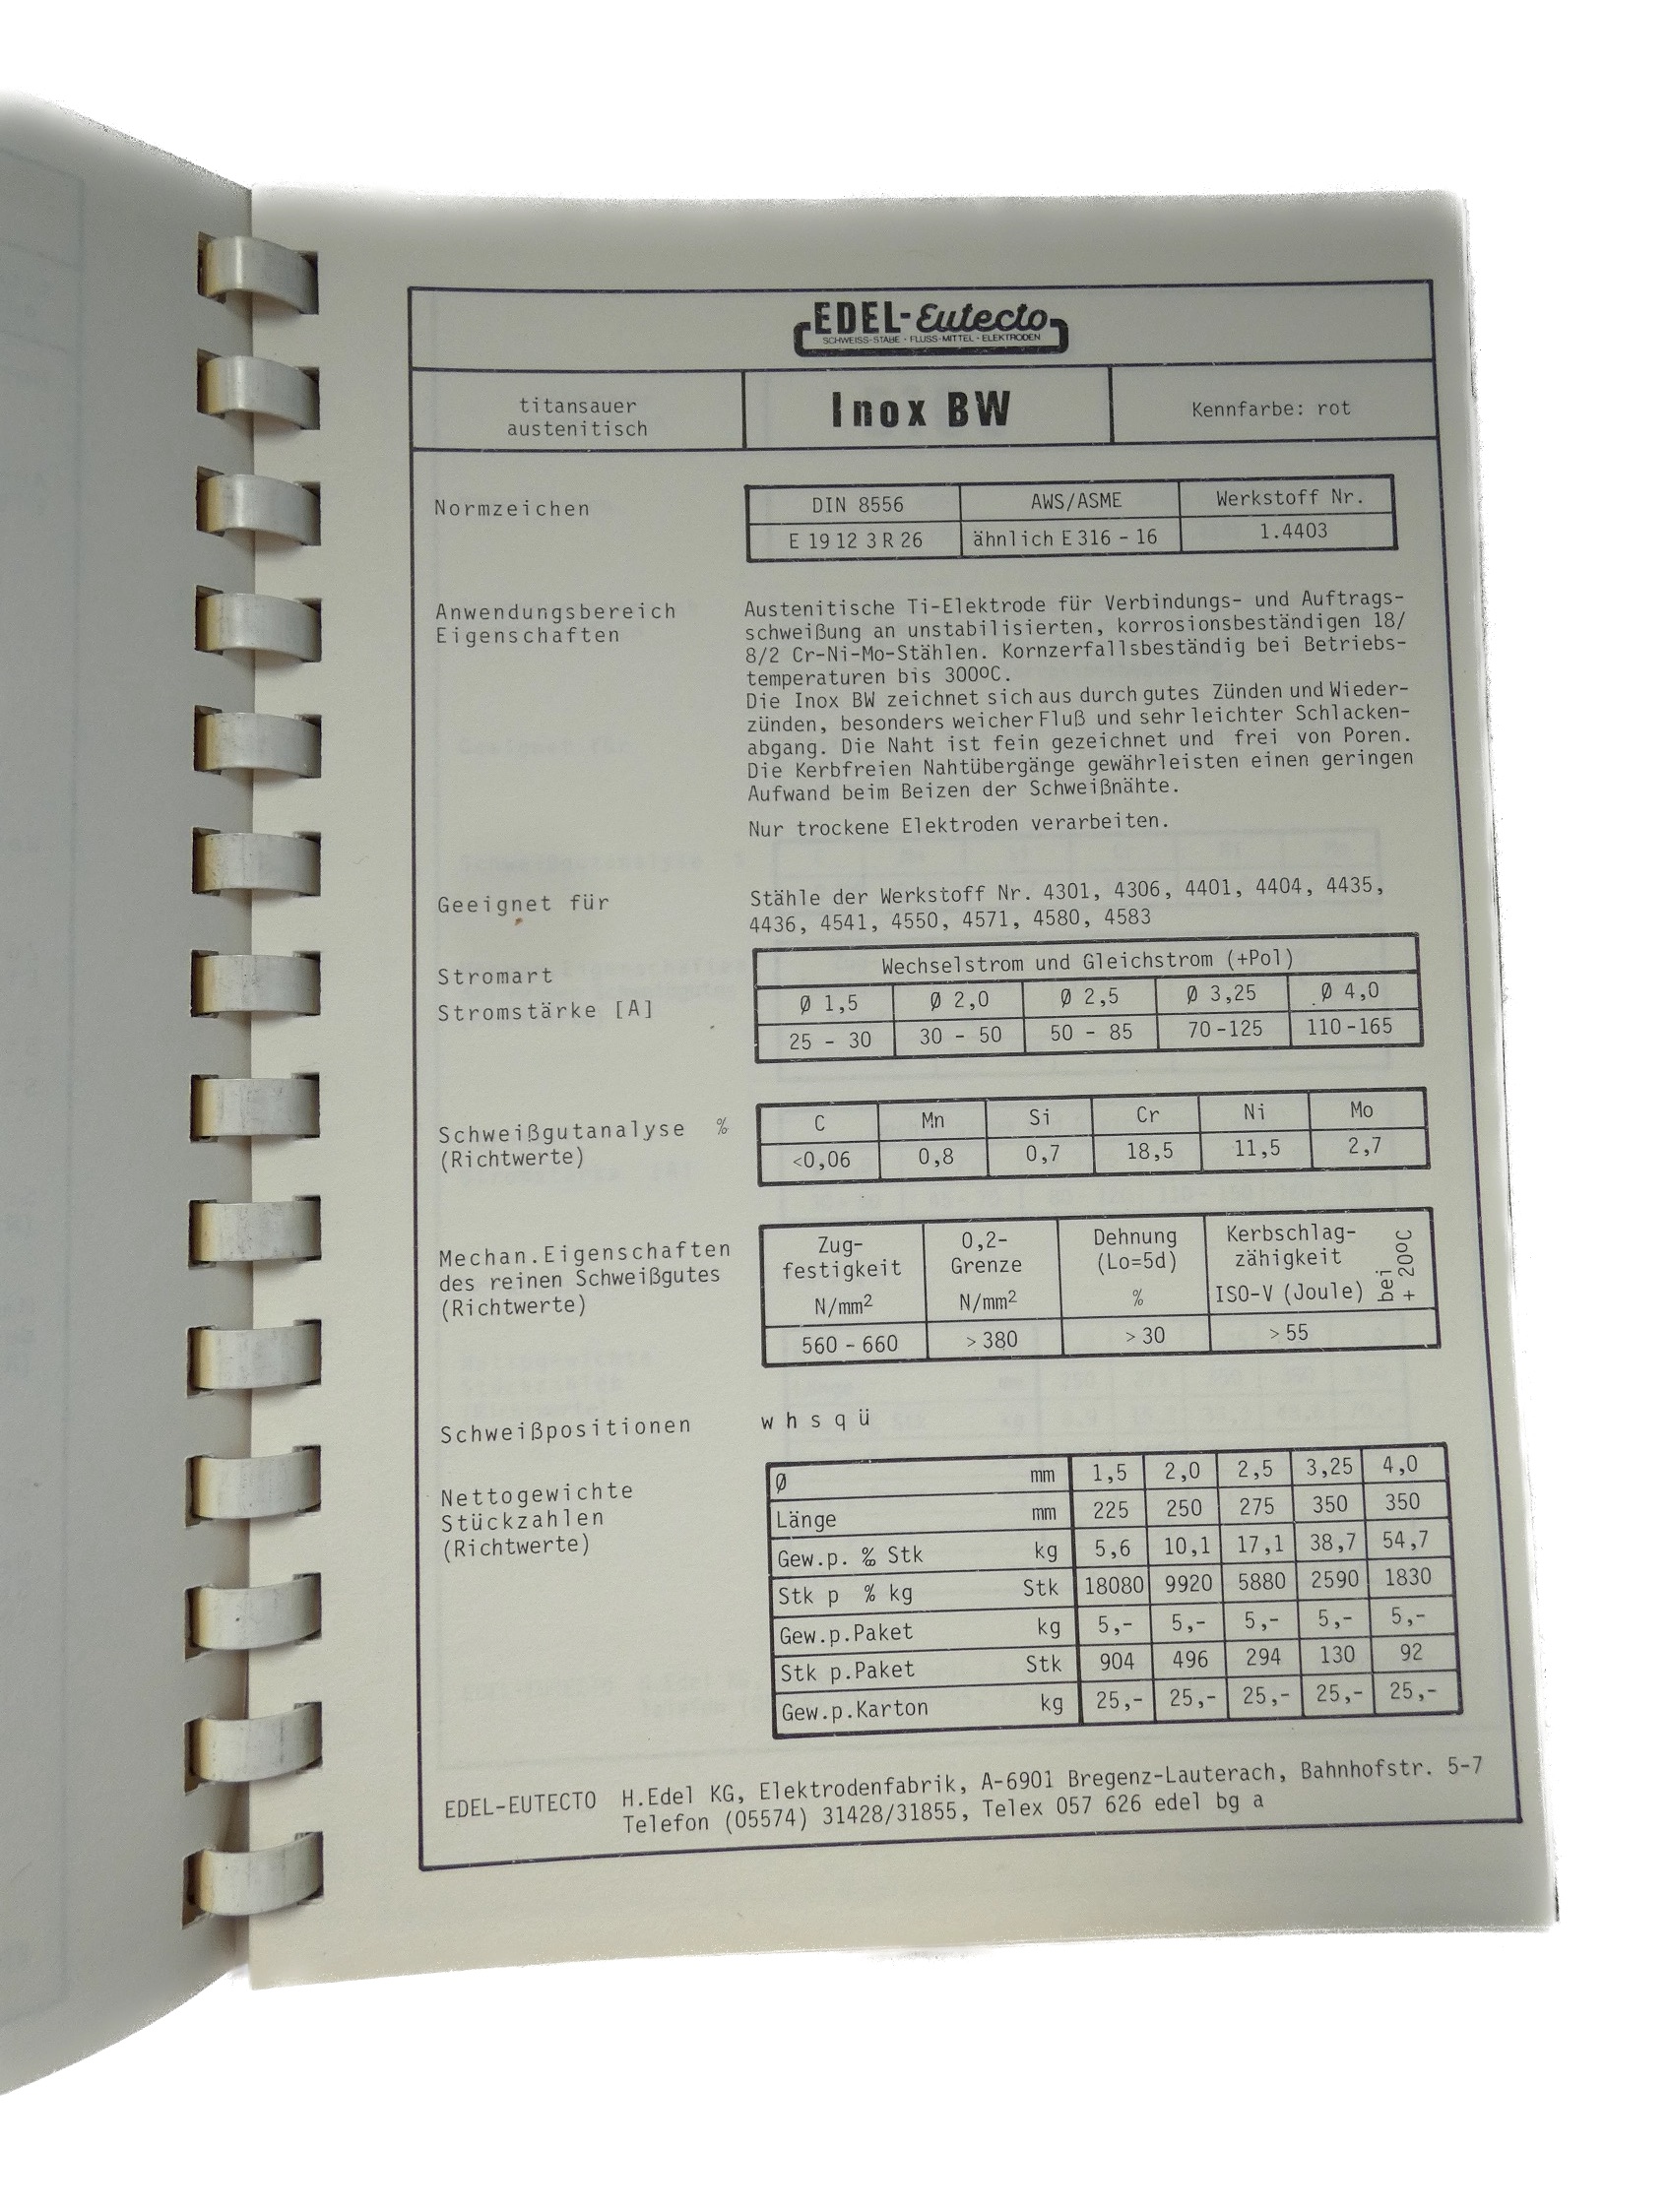 EDEL-Eutecto
SCHWEISS-STÄBE · FLUSS-MITTEL · ELEKTRODEN
titansauer
austenitisch
Inox BW
Kennfarbe: rot
Normzeichen
DIN 8556 AWS/ASME Werkstoff Nr.
E 19 12 3 R 26 ähnlich E 316 - 16 1.4403
Anwendungsbereich
Eigenschaften
Austenitische Ti-Elektrode für Verbindungs- und Auftrags-
schweißung an unstabilisierten, korrosionsbeständigen 18/
8/2 Cr-Ni-Mo-Stählen. Kornzerfallsbeständig bei Betriebs-
temperaturen bis 300ºC.
Die Inox BW zeichnet sich aus durch gutes Zünden und Wieder-
zünden, besonders weicher Fluß und sehr leichter Schlacken-
abgang. Die Naht ist fein gezeichnet und frei von Poren.
Die Kerbfreien Nahtübergänge gewährleisten einen geringen
Aufwand beim Beizen der Schweißnähte.
Nur trockene Elektroden verarbeiten.
Geeignet für
Stähle der Werkstoff Nr. 4301, 4306, 4401, 4404, 4435,
4436, 4541, 4550, 4571, 4580, 4583
Stromart
Stromstärke [A]
Wechselstrom und Gleichstrom (+Pol)
Ø 1,5 Ø 2,0 Ø 2,5 Ø 3,25 Ø 4,0
25 - 30 30 - 50 50 - 85 70-125 110-165
Schweißgutanalyse %
(Richtwerte)
C Mn Si Cr Ni Mo
<0,06 0,8 0,7 18,5 11,5 2,7
Mechan.Eigenschaften
des reinen Schweißgutes
(Richtwerte)
Zug- 0,2- Dehnung Kerbschlag-
festigkeit Grenze (Lo=5d) zähigkeit
N/mm² N/mm² % ISO-V (Joule) bei + 20ºC
560 - 660 > 380 > 30 > 55
Schweißpositionen
w h s q ü
Nettogewichte
Stückzahlen
(Richtwerte)
Ø mm 1,5 2,0 2,5 3,25 4,0
Länge mm 225 250 275 350 350
Gew.p. ‰ Stk kg 5,6 10,1 17,1 38,7 54,7
Stk p % kg Stk 18080 9920 5880 2590 1830
Gew.p.Paket kg 5,- 5,- 5,- 5,- 5,-
Stk p.Paket Stk 904 496 294 130 92
Gew.p.Karton kg 25,- 25,- 25,- 25,- 25,-
EDEL-EUTECTO H.Edel KG, Elektrodenfabrik, A-6901 Bregenz-Lauterach, Bahnhofstr. 5-7
Telefon (05574) 31428/31855, Telex 057 626 edel bg a